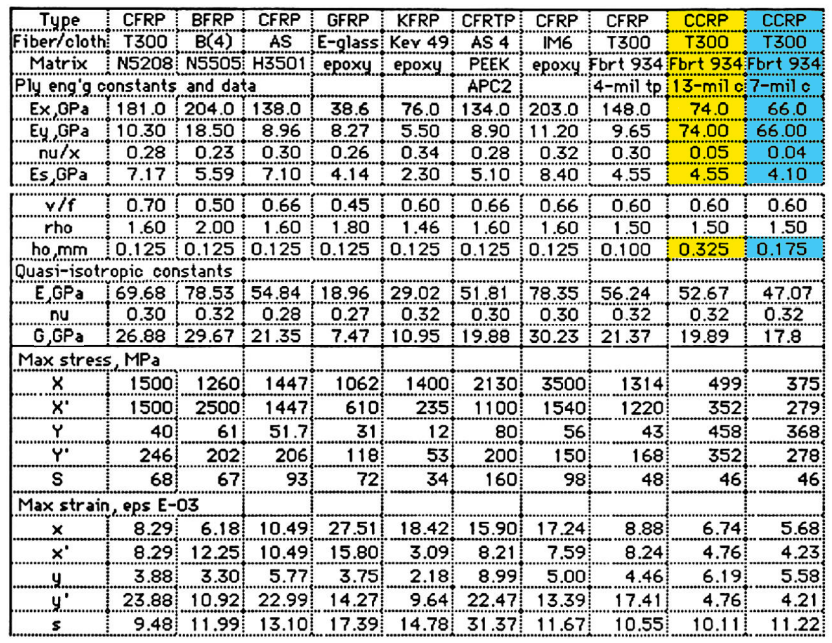 Type CFRP BFRP CFRP GFRP KFRP CFRTP CFRP CFRP CCRP CCRP
Fiber/cloth T300 B(4) AS E-glass Kev 49 AS 4 IM6 T300 T300 T300
Matrix N5208 N5505 H3501 epoxy epoxy PEEK epoxy Fbrt 934 Fbrt 934 Fbrt 934
Ply eng'g constants and data APC2 4-mil tp 13-mil c 7-mil c
Ex,GPa 181.0 204.0 138.0 38.6 76.0 134.0 203.0 148.0 74.0 66.0
Ey,GPa 10.30 18.50 8.96 8.27 5.50 8.90 11.20 9.65 74.00 66.00
nu/x 0.28 0.23 0.30 0.26 0.34 0.28 0.32 0.30 0.05 0.04
Es,GPa 7.17 5.59 7.10 4.14 2.30 5.10 8.40 4.55 4.55 4.10
v/f 0.70 0.50 0.66 0.45 0.60 0.66 0.66 0.60 0.60 0.60
rho 1.60 2.00 1.60 1.80 1.46 1.60 1.60 1.50 1.50 1.50
ho,mm 0.125 0.125 0.125 0.125 0.125 0.125 0.125 0.100 0.325 0.175
Quasi-isotropic constants
E,GPa 69.68 78.53 54.84 18.96 29.02 51.81 78.35 56.24 52.67 47.07
nu 0.30 0.32 0.28 0.27 0.32 0.30 0.30 0.32 0.32 0.32
G,GPa 26.88 29.67 21.35 7.47 10.95 19.88 30.23 21.37 19.89 17.8
Max stress, MPa
X 1500 1260 1447 1062 1400 2130 3500 1314 499 375
X' 1500 2500 1447 610 235 1100 1540 1220 352 279
Y 40 61 51.7 31 12 80 56 43 458 368
Y' 246 202 206 118 53 200 150 168 352 278
S 68 67 93 72 34 160 98 48 46 46
Max strain, eps E-03
x 8.29 6.18 10.49 27.51 18.42 15.90 17.24 8.88 6.74 5.68
x' 8.29 12.25 10.49 15.80 3.09 8.21 7.59 8.24 4.76 4.23
y 3.88 3.30 5.77 3.75 2.18 8.99 5.00 4.46 6.19 5.58
y' 23.88 10.92 22.99 14.27 9.64 22.47 13.39 17.41 4.76 4.21
s 9.48 11.99 13.10 17.39 14.78 31.37 11.67 10.55 10.11 11.22